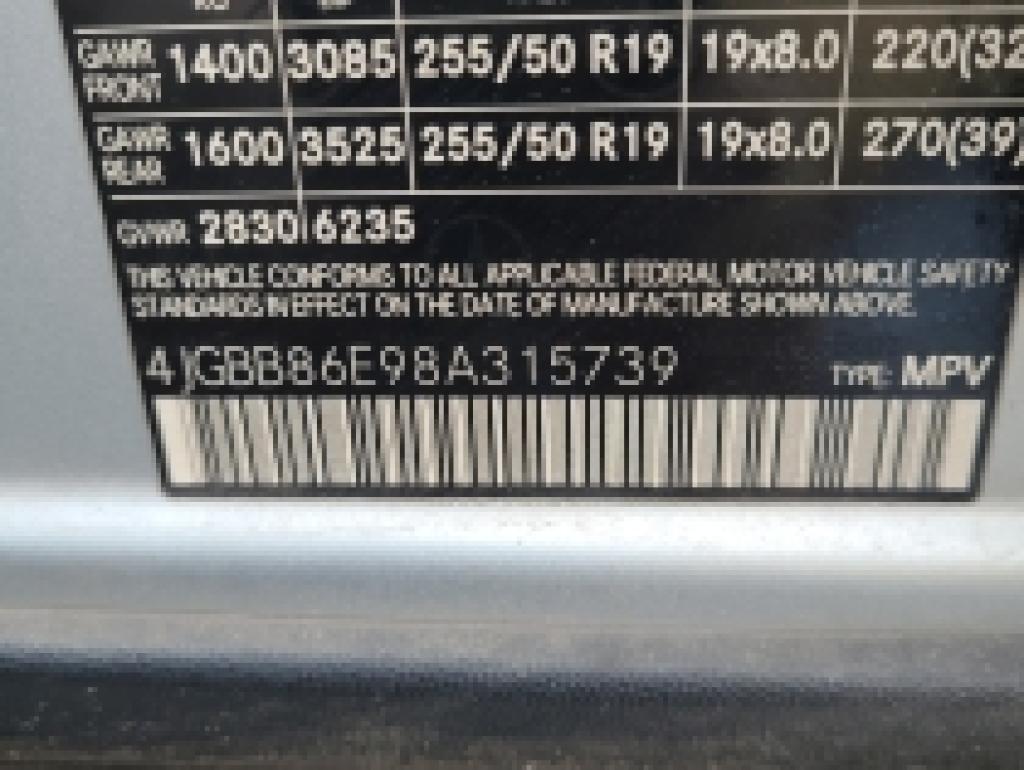 GAWR FRONT 1400 3085 255/50 R19 19x8.0 220(32
GAWR REAR 1600 3525 255/50 R19 19x8.0 270(39)
GVWR 2830 6235
THIS VEHICLE CONFORMS TO ALL APPLICABLE FEDERAL MOTOR VEHICLE SAFETY
STANDARDS IN EFFECT ON THE DATE OF MANUFACTURE SHOWN ABOVE.
4JGBB86E98A315739 TYPE: MPV